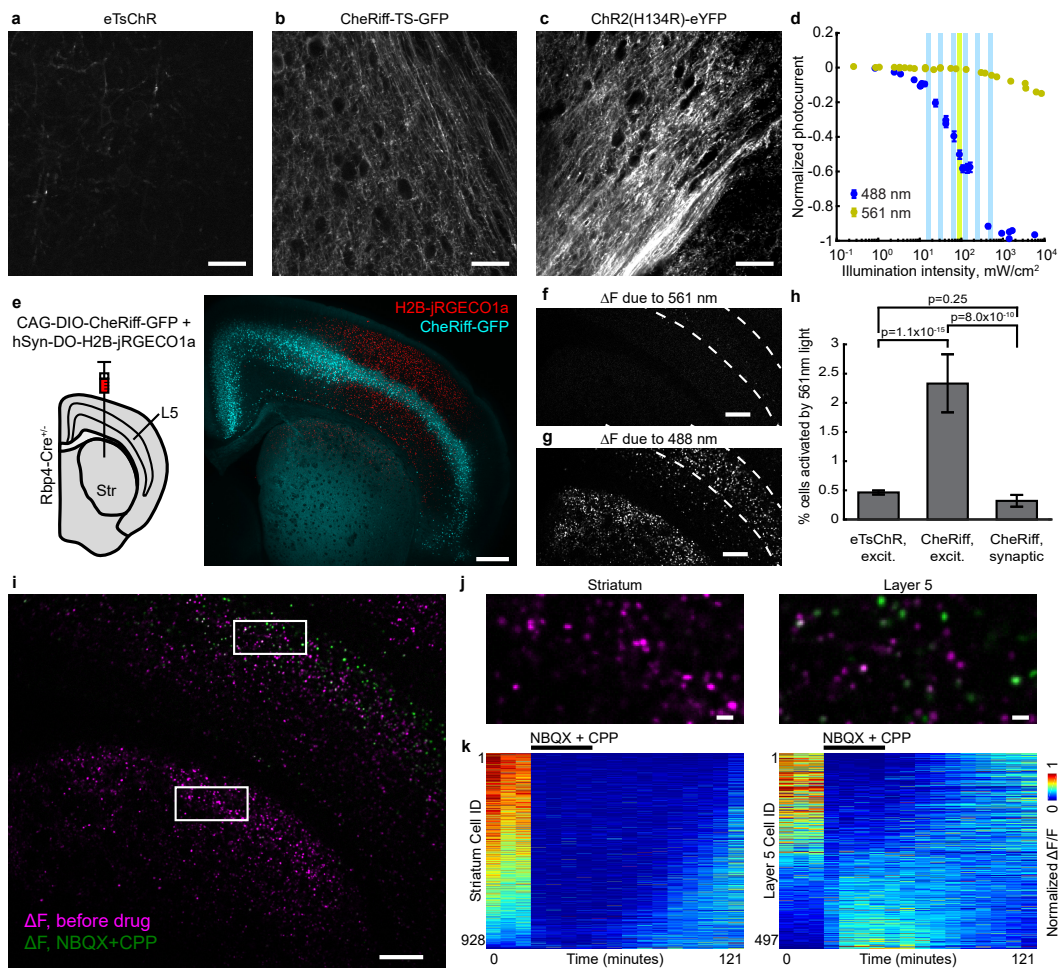 a
eTsChR
b
CheRiff-TS-GFP
c
ChR2(H134R)-eYFP
d
Normalized photocurrent
0.2
0
-0.2
-0.4
-0.6
-0.8
-1
488 nm
561 nm
10⁻¹ 10⁰ 10¹ 10² 10³ 10⁴
Illumination intensity, mW/cm²
e
CAG-DIO-CheRiff-GFP +
hSyn-DO-H2B-jRGECO1a
Rbp4-Cre⁺/⁻
L5
Str
H2B-jRGECO1a
CheRiff-GFP
f
ΔF due to 561 nm
g
ΔF due to 488 nm
h
% cells activated by 561nm light
p=0.25
p=8.0x10⁻¹⁰
p=1.1x10⁻¹⁵
3
2.5
2
1.5
1
0.5
0
eTsChR, excit.
CheRiff, excit.
CheRiff, synaptic
i
ΔF, before drug
ΔF, NBQX+CPP
j
Striatum
Layer 5
k
NBQX + CPP
1
Striatum Cell ID
928
0 Time (minutes) 121
NBQX + CPP
1
Layer 5 Cell ID
497
0 Time (minutes) 121
0 1
Normalized ΔF/F